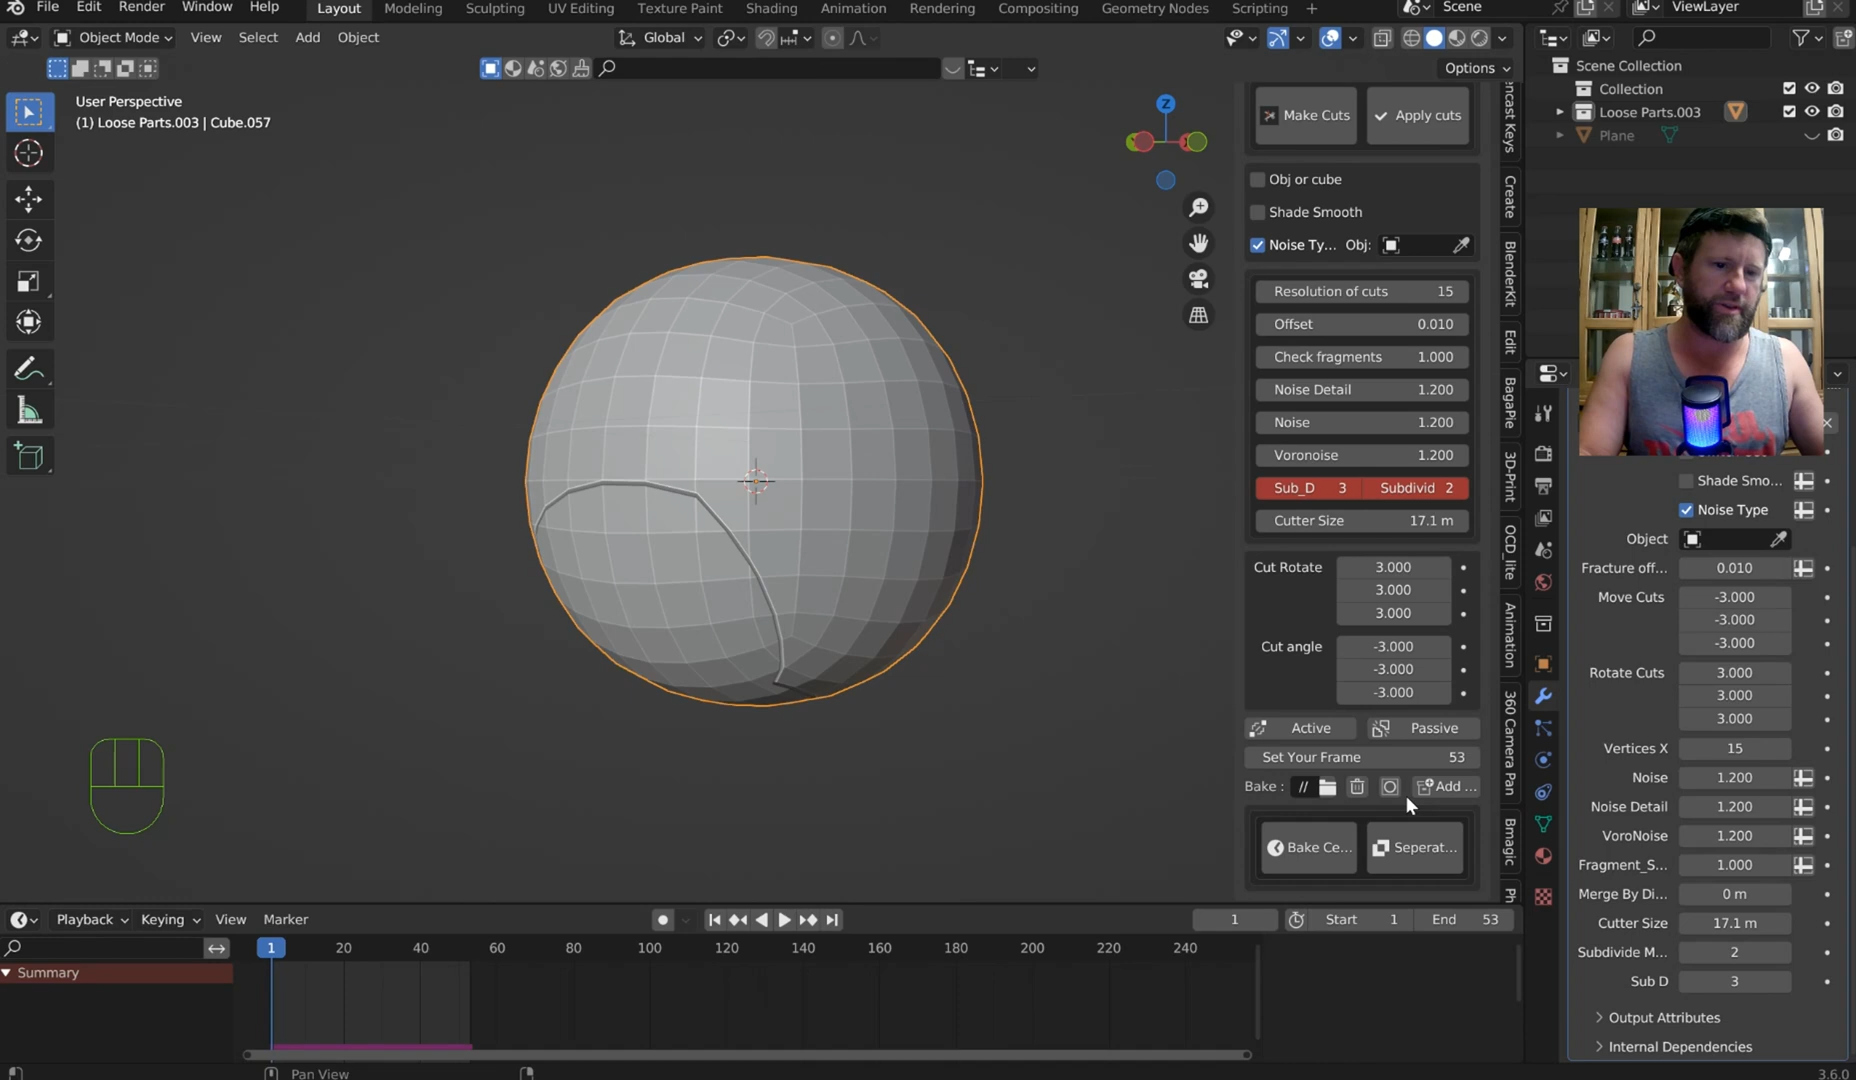 File Edit Render Window Help Layout Modeling Sculpting UV Editing Texture Paint Shading Animation Rendering Compositing Geometry Nodes Scripting + Scene ViewLayer
Object Mode View Select Add Object Global
Options
User Perspective
(1) Loose Parts.003 | Cube.057
Z
Make Cuts Apply cuts
Obj or cube
Shade Smooth
Noise Ty... Obj:
Resolution of cuts 15
Offset 0.010
Check fragments 1.000
Noise Detail 1.200
Noise 1.200
Voronoise 1.200
Sub_D 3 Subdivid 2
Cutter Size 17.1 m
Cut Rotate 3.000
3.000
3.000
Cut angle -3.000
-3.000
-3.000
Active Passive
Set Your Frame 53
Bake : // Add ...
Bake Ce... Seperat...
encast Keys
Create
BlenderKit
Edit
BagaPie
3D-Print
OCD_lite
Animation
360 Camera Pan
Bmagic
Ph
Scene Collection
Collection
Loose Parts.003
Plane
Shade Smo...
Noise Type
Object
Fracture off... 0.010
Move Cuts -3.000
-3.000
-3.000
Rotate Cuts 3.000
3.000
3.000
Vertices X 15
Noise 1.200
Noise Detail 1.200
VoroNoise 1.200
Fragment_S... 1.000
Merge By Di... 0 m
Cutter Size 17.1 m
Subdivide M... 2
Sub D 3
Output Attributes
Internal Dependencies
Playback Keying View Marker 1 Start 1 End 53
1 20 40 60 80 100 120 140 160 180 200 220 240
Summary
Pan View 3.6.0